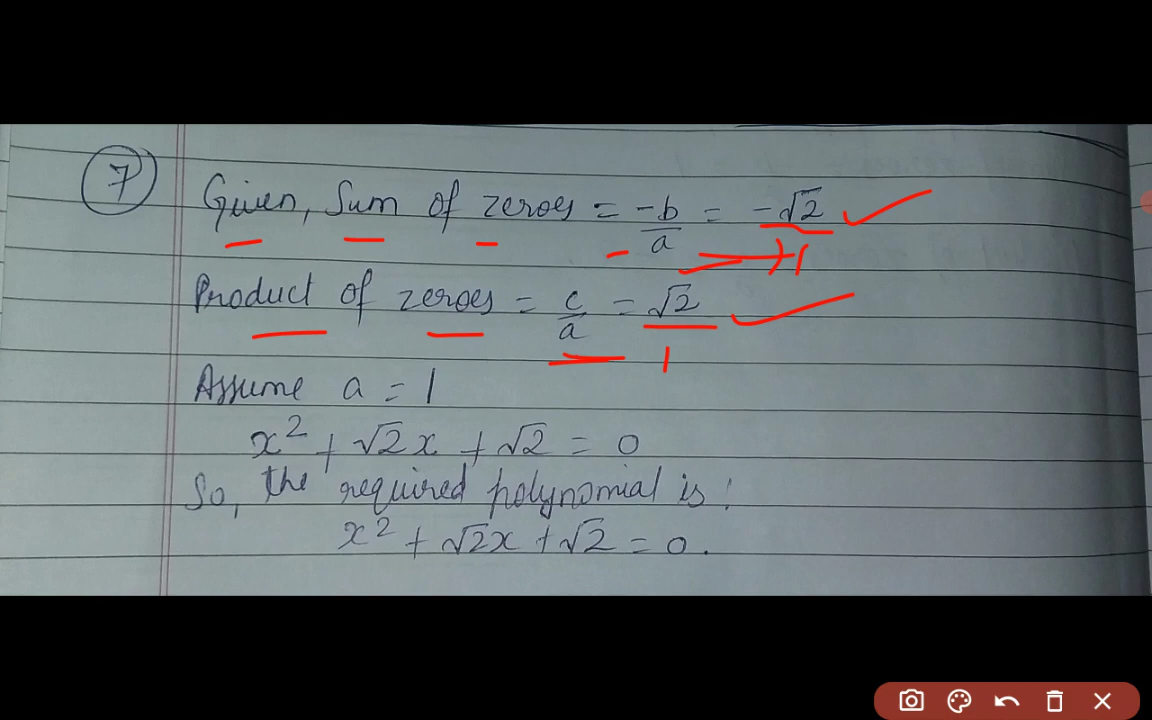 7
Given, Sum of zeroes = -b/a = -√2
Product of zeroes = c/a = √2
1
Assume a = 1
x² + √2x + √2 = 0
So, the required polynomial is :
x² + √2x + √2 = 0.